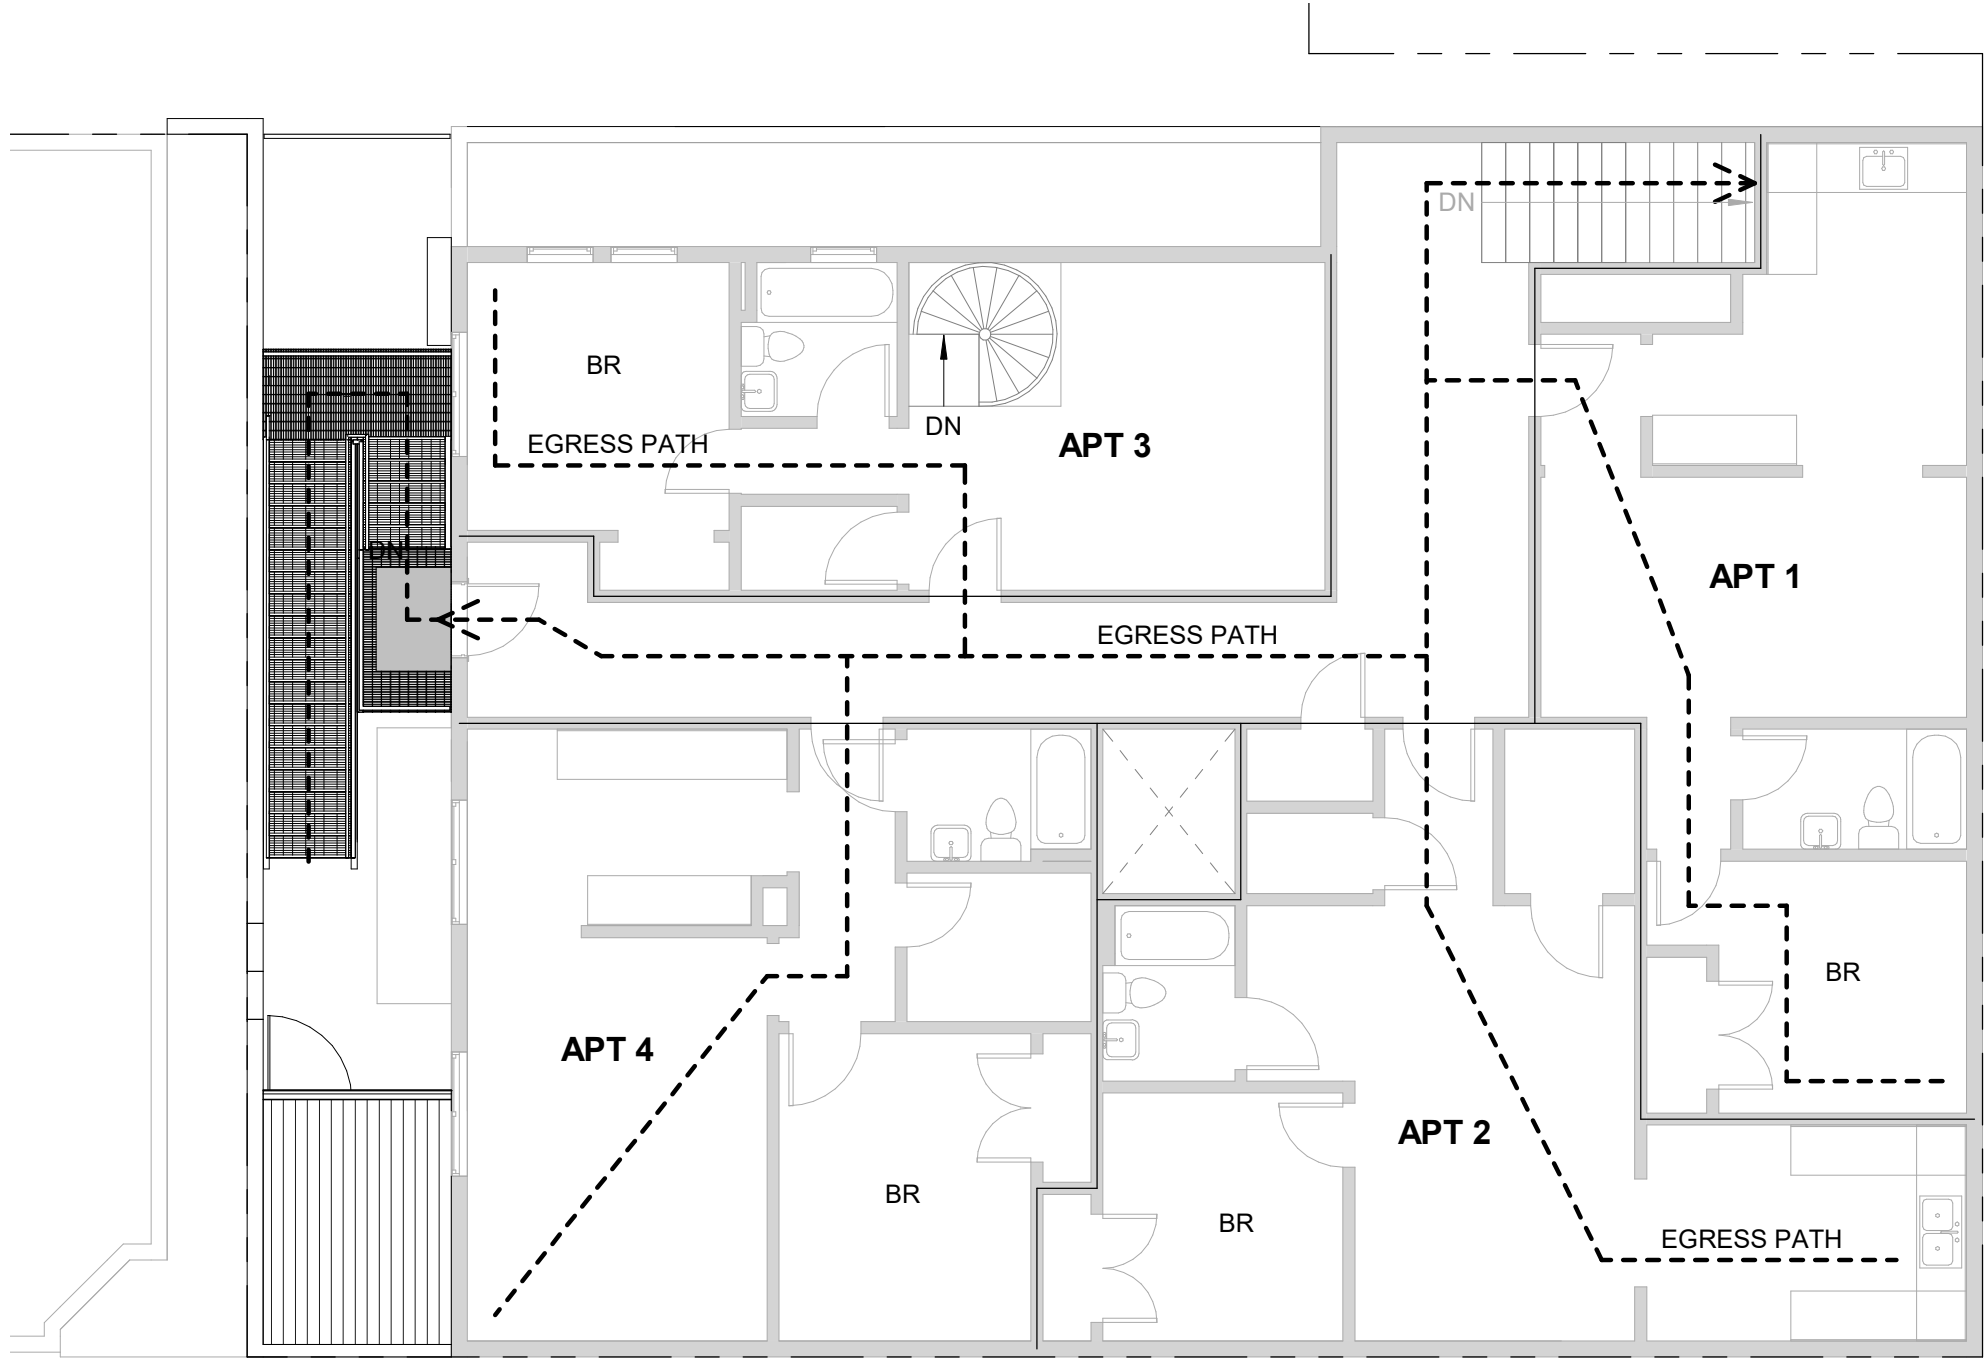 DN
BR
DN
EGRESS PATH
APT 3
DN
APT 1
EGRESS PATH
BR
APT 4
APT 2
BR
BR
EGRESS PATH